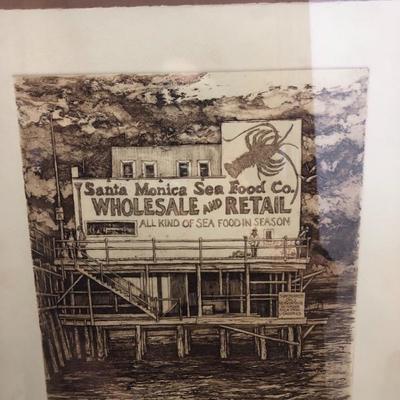 Santa Monica Sea Food Co.
WHOLESALE AND RETAIL
ALL KIND OF SEA FOOD IN SEASON